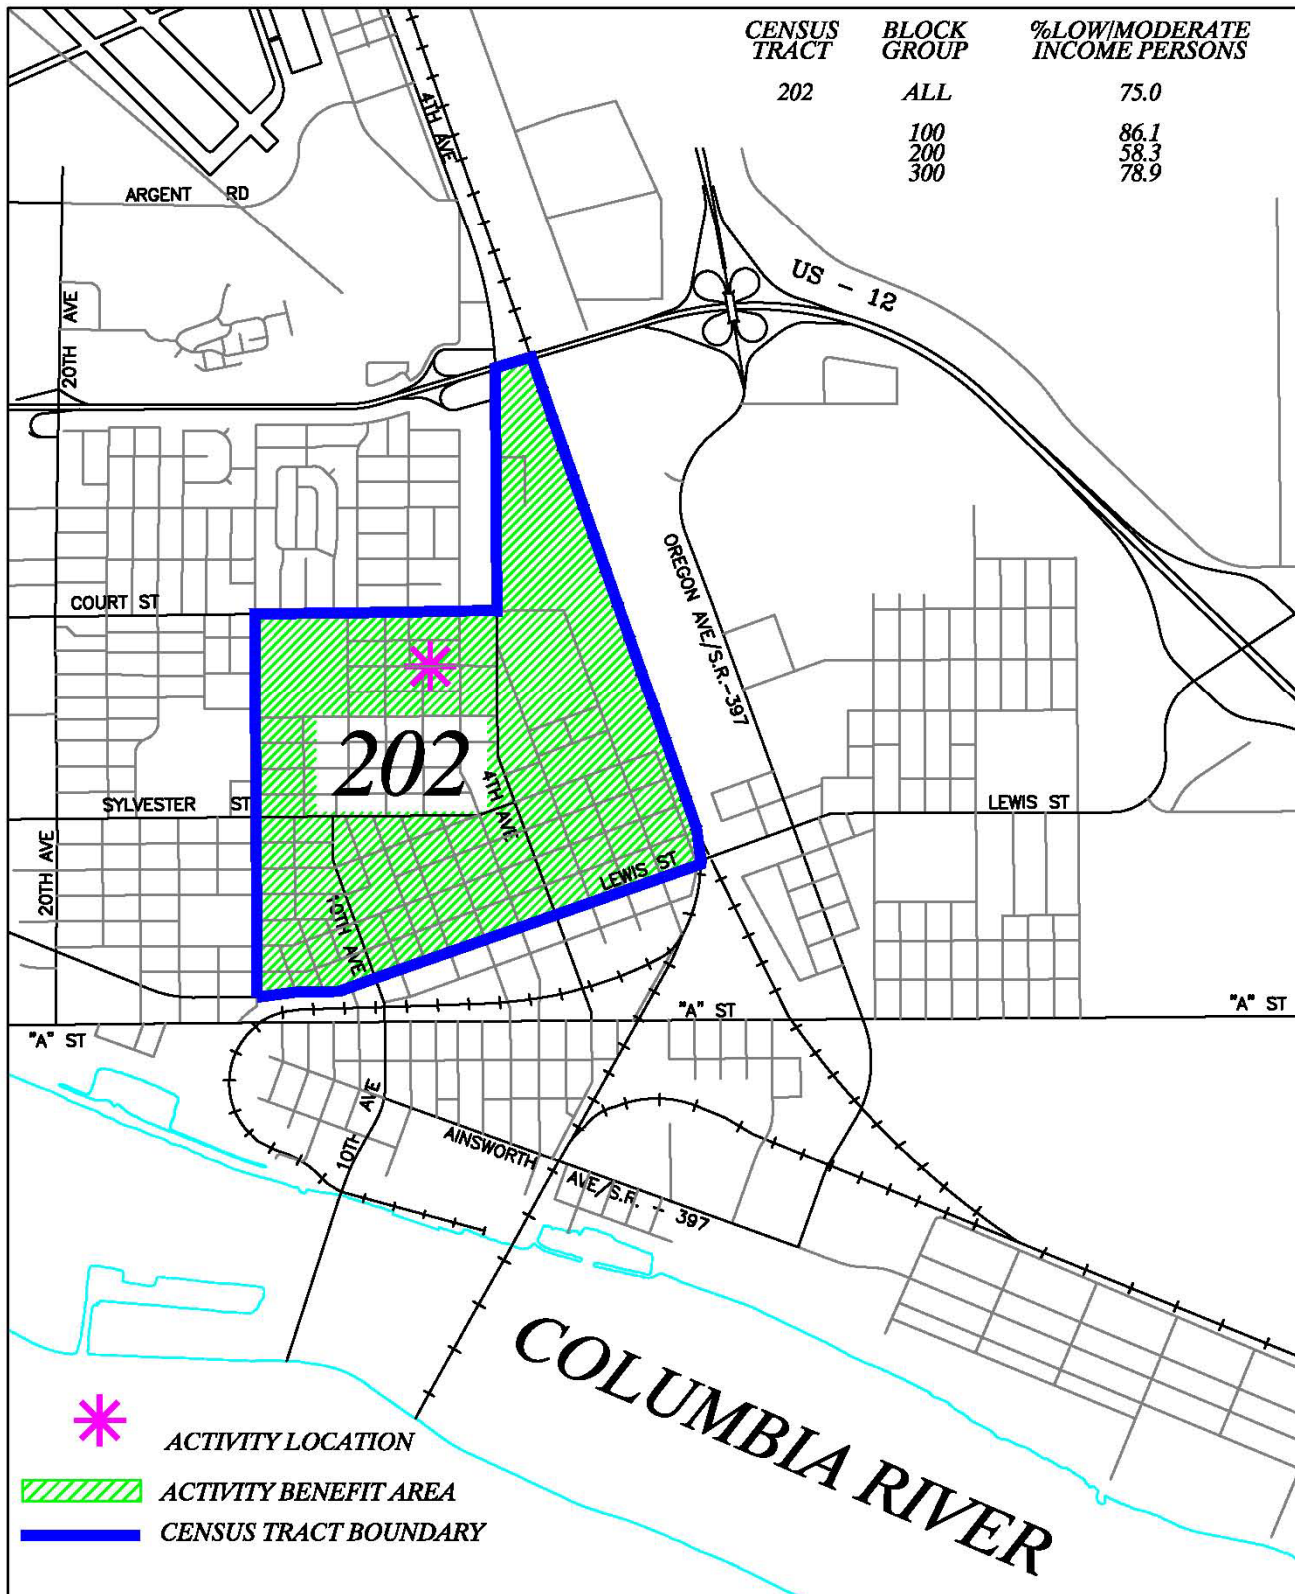 CENSUS TRACT BLOCK GROUP %LOW/MODERATE INCOME PERSONS
202 ALL 75.0
100 86.1
200 58.3
300 78.9
4TH AVE
ARGENT RD
US - 12
20TH AVE
COURT ST
OREGON AVE/S.R.-397
202
4TH AVE
SYLVESTER ST
LEWIS ST
20TH AVE
LEWIS ST
10TH AVE
"A" ST
"A" ST
"A" ST
10TH AVE
AINSWORTH AVE/S.R. - 397
COLUMBIA RIVER
ACTIVITY LOCATION
ACTIVITY BENEFIT AREA
CENSUS TRACT BOUNDARY